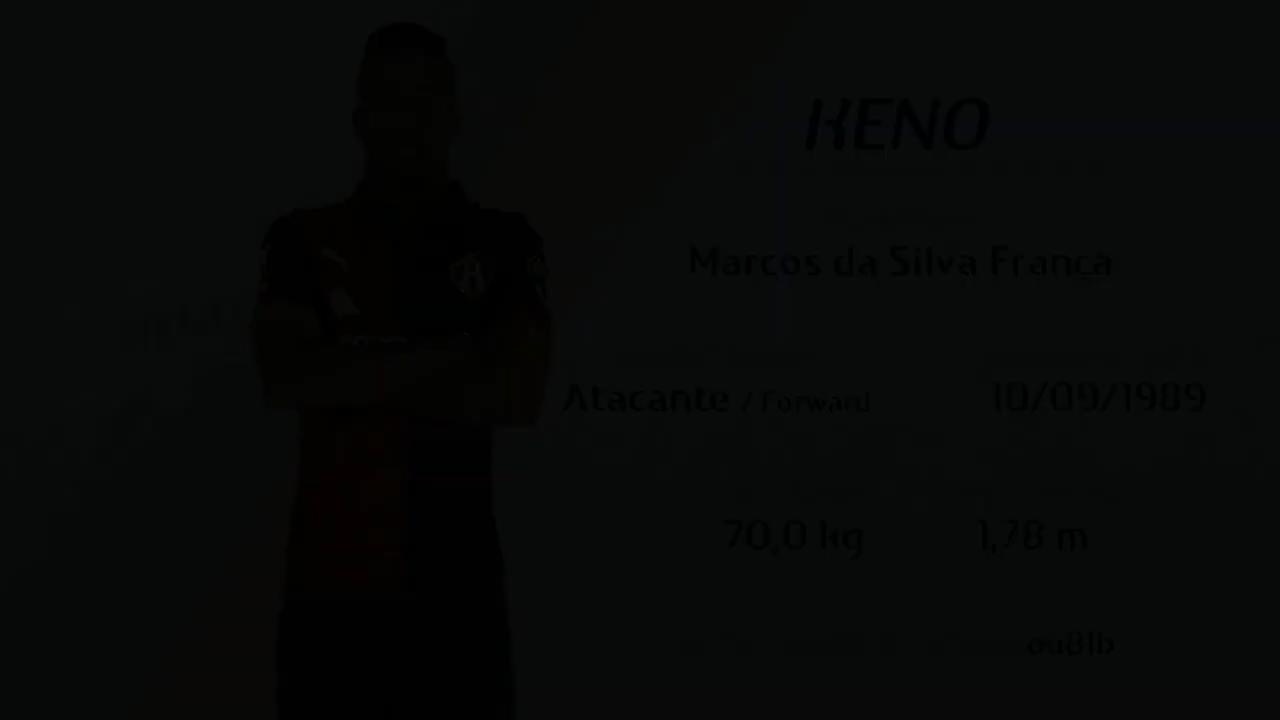 KENO
Marcos da Silva França
Atacante / Forward
10/09/1989
70,0 kg
1,78 m